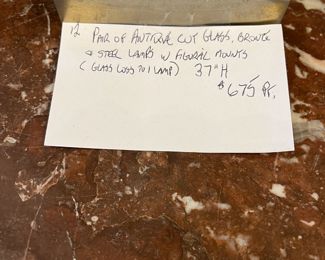 12 PAIR OF ANTIQUE CUT GLASS, BRONZE
& STEEL LAMPS W FIGURAL MOUNTS
(GLASS LOSS TO 1 LAMP) 37"H
$675 PR.